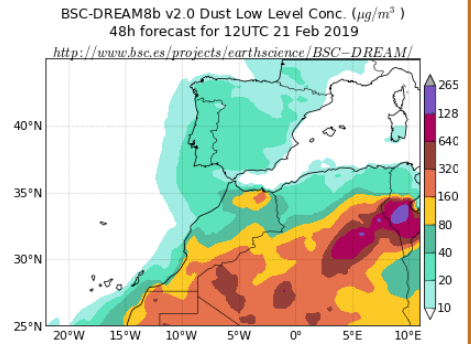 BSC-DREAM8b v2.0 Dust Low Level Conc. (μg/m³ )
48h forecast for 12UTC 21 Feb 2019
http://www.bsc.es/projects/earthscience/BSC−DREAM/
265
128
640
320
160
80
40
20
10
40°N
35°N
30°N
25°N
20°W 15°W 10°W 5°W 0° 5°E 10°E